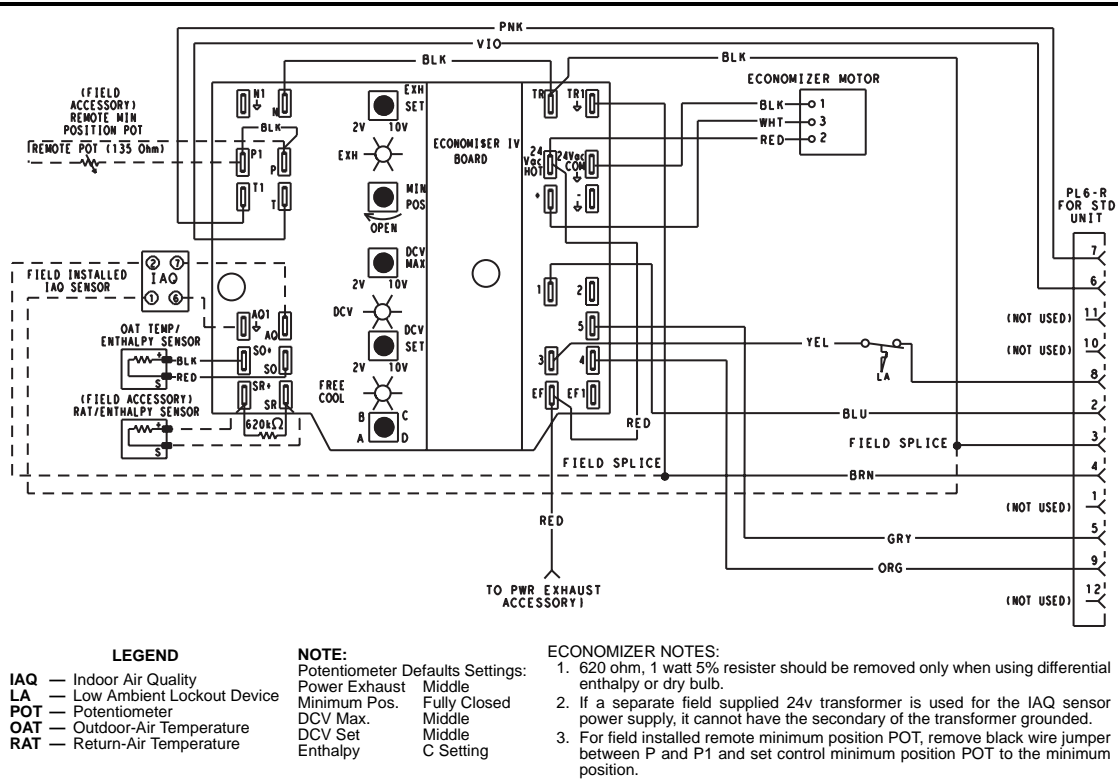 PNK
VIO
BLK
BLK
ECONOMIZER MOTOR
BLK 1
WHT 3
RED 2
(FIELD
ACCESSORY)
REMOTE MIN
POSITION POT
REMOTE POT (135 Ohm)
N1
N
BLK
P1
P
T1
T
EXH
SET
2V 10V
EXH
MIN
POS
OPEN
DCV
MAX
2V 10V
DCV
DCV
SET
2V 10V
FREE
COOL
B C
A D
ECONOMI$ER IV
BOARD
TR
TR1
24
Vac
HOT
24Vac
COM
+
-
1
2
5
3
4
EF
EF1
FIELD INSTALLED
IAQ SENSOR
2 7
IAQ
1 6
AQ1
AQ
OAT TEMP/
ENTHALPY SENSOR
+
BLK
RED
S
SO+
SO
(FIELD ACCESSORY)
RAT/ENTHALPY SENSOR
+
S
SR+
SR
620kΩ
PL6-R
FOR STD
UNIT
7
6
(NOT USED) 11
(NOT USED) 10
YEL
LA
8
BLU
2
RED
FIELD SPLICE
3
FIELD SPLICE
BRN
4
(NOT USED) 1
GRY
5
ORG
9
(NOT USED) 12
RED
TO PWR EXHAUST
ACCESSORY)
LEGEND
IAQ — Indoor Air Quality
LA — Low Ambient Lockout Device
POT — Potentiometer
OAT — Outdoor-Air Temperature
RAT — Return-Air Temperature
NOTE:
Potentiometer Defaults Settings:
Power Exhaust Middle
Minimum Pos. Fully Closed
DCV Max. Middle
DCV Set Middle
Enthalpy C Setting
ECONOMIZER NOTES:
1. 620 ohm, 1 watt 5% resister should be removed only when using differential
enthalpy or dry bulb.
2. If a separate field supplied 24v transformer is used for the IAQ sensor
power supply, it cannot have the secondary of the transformer grounded.
3. For field installed remote minimum position POT, remove black wire jumper
between P and P1 and set control minimum position POT to the minimum
position.